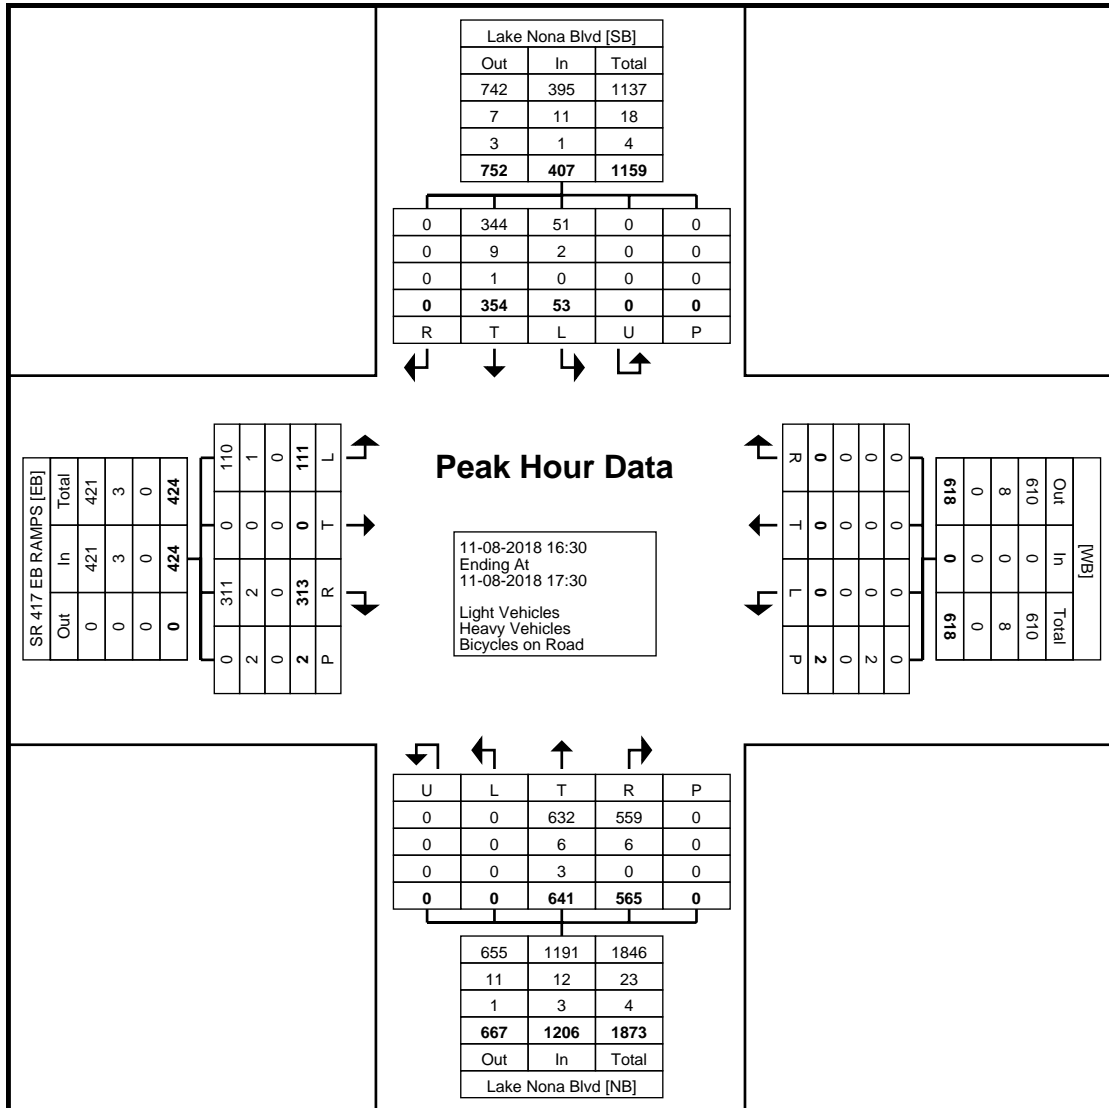 Lake Nona Blvd [SB]
Out In Total
742 395 1137
7 11 18
3 1 4
752 407 1159
0 344 51 0 0
0 9 2 0 0
0 1 0 0 0
0 354 53 0 0
R T L U P
SR 417 EB RAMPS [EB]
Total In Out
421 421 0
3 3 0
0 0 0
424 424 0
110 0 311 0
1 0 2 2
0 0 0 0
111 0 313 2
L T R P
Peak Hour Data
11-08-2018 16:30
Ending At
11-08-2018 17:30
Light Vehicles
Heavy Vehicles
Bicycles on Road
R T L P
0 0 0 2
0 0 0 0
0 0 0 2
0 0 0 0
[WB]
Out In Total
610 0 610
8 0 8
0 0 0
618 0 618
U L T R P
0 0 632 559 0
0 0 6 6 0
0 0 3 0 0
0 0 641 565 0
655 1191 1846
11 12 23
1 3 4
667 1206 1873
Out In Total
Lake Nona Blvd [NB]